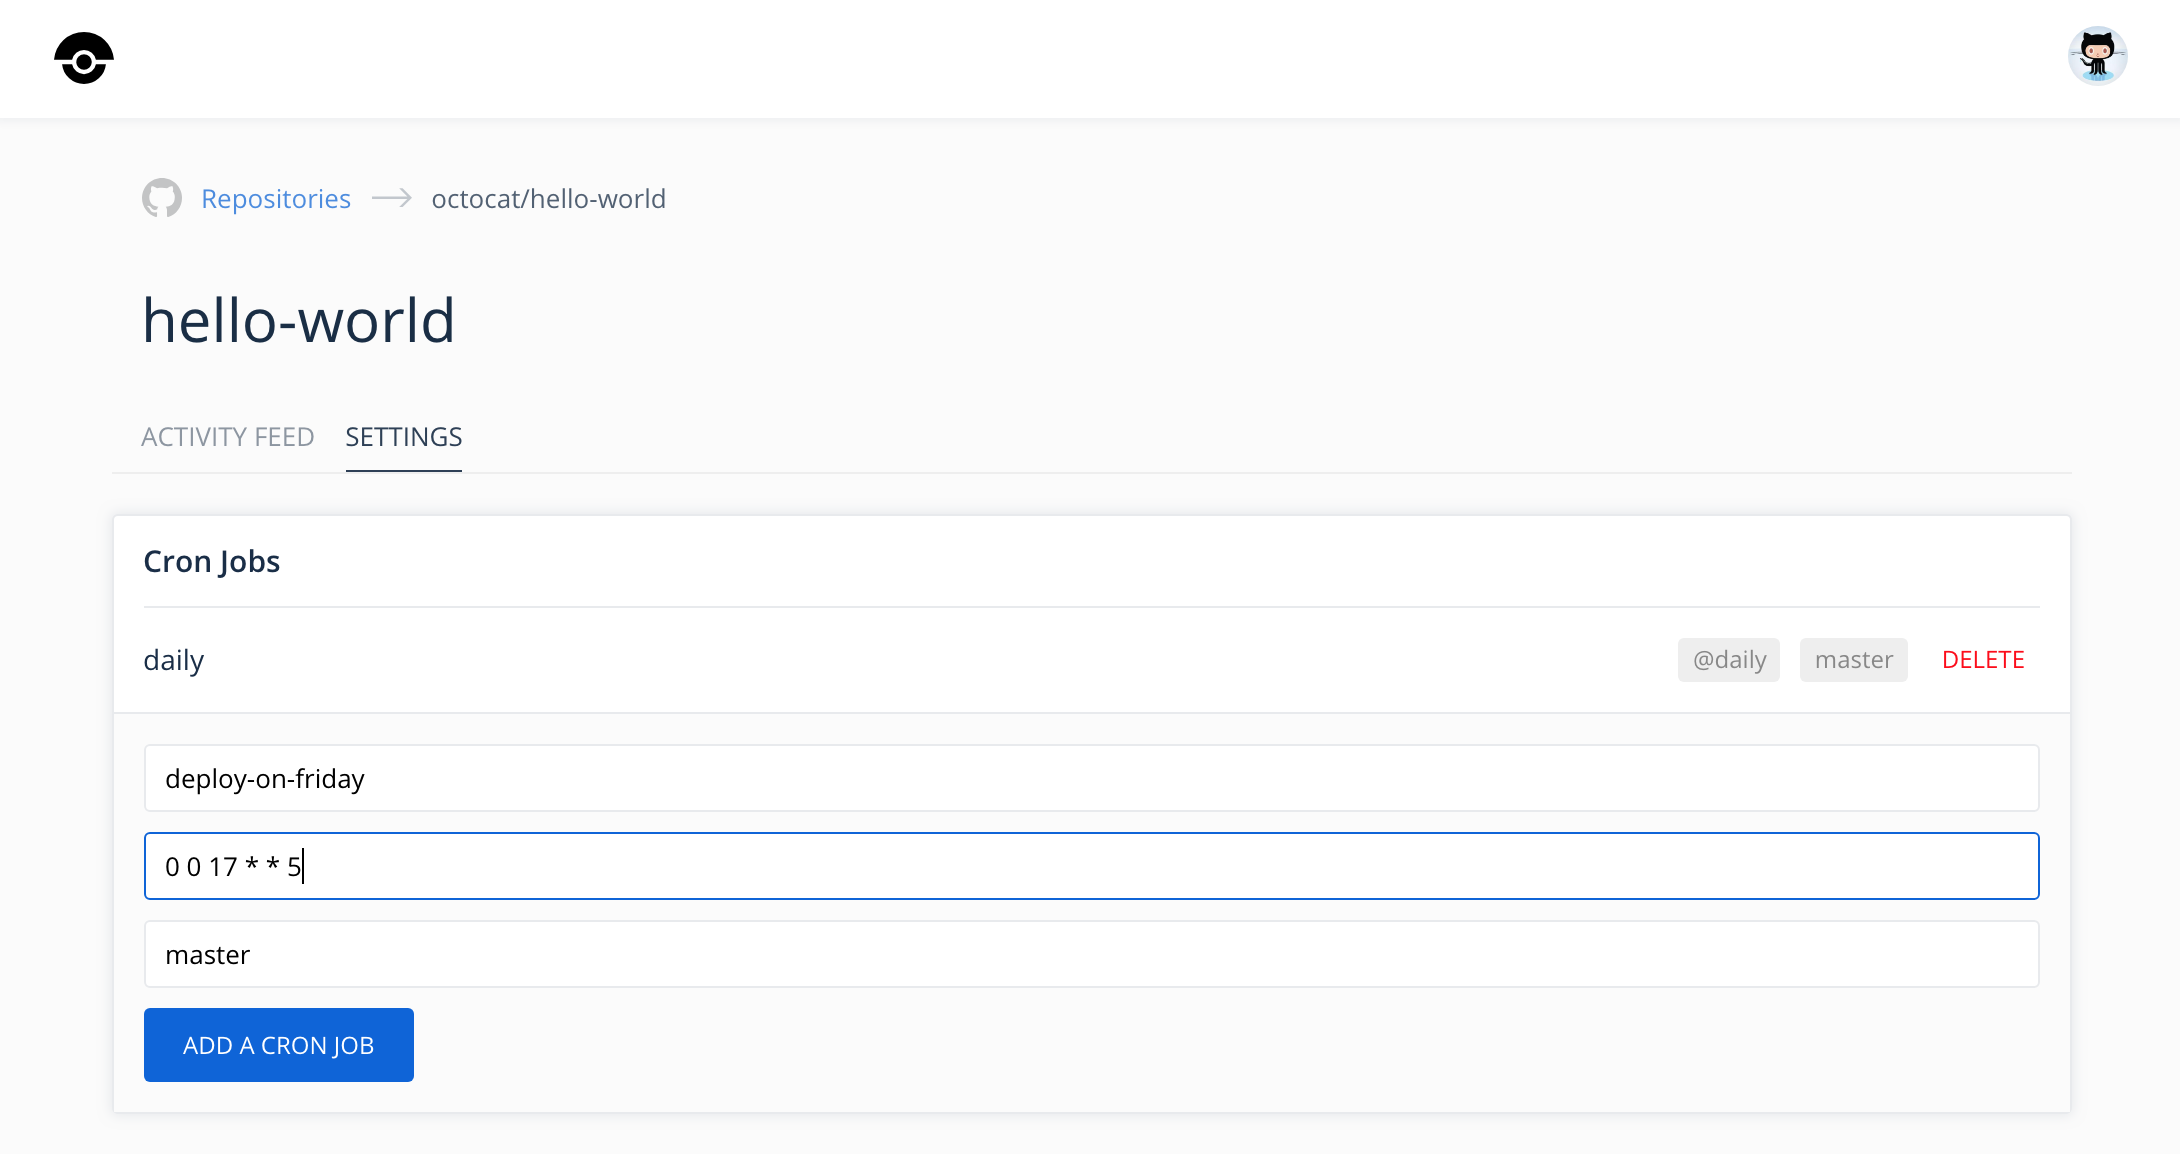 Repositories octocat/hello-world
hello-world
ACTIVITY FEED SETTINGS
Cron Jobs
daily @daily master DELETE
deploy-on-friday
0 0 17 * * 5
master
ADD A CRON JOB